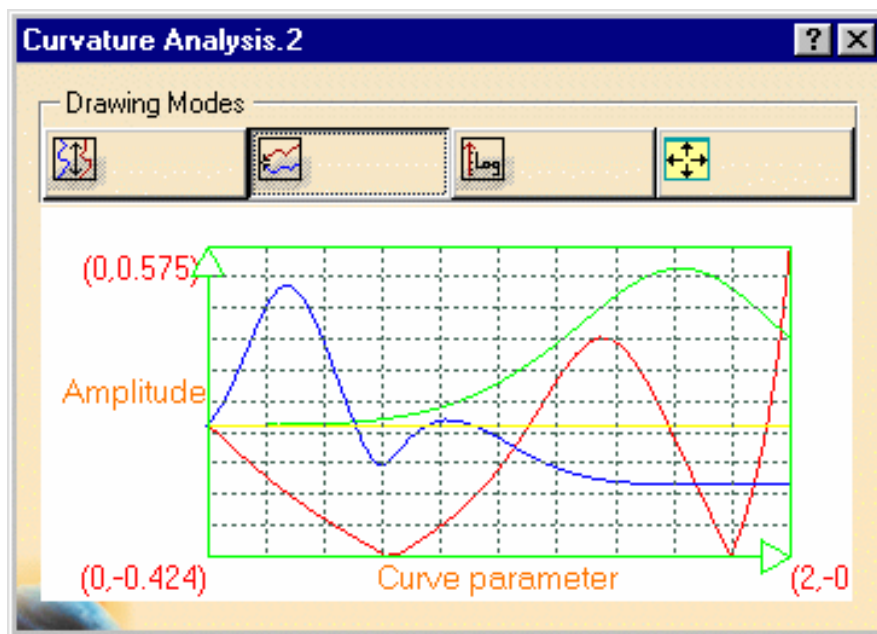 Curvature Analysis.2
Drawing Modes
Log
(0,0.575)
Amplitude
(0,-0.424)
Curve parameter
(2,-0